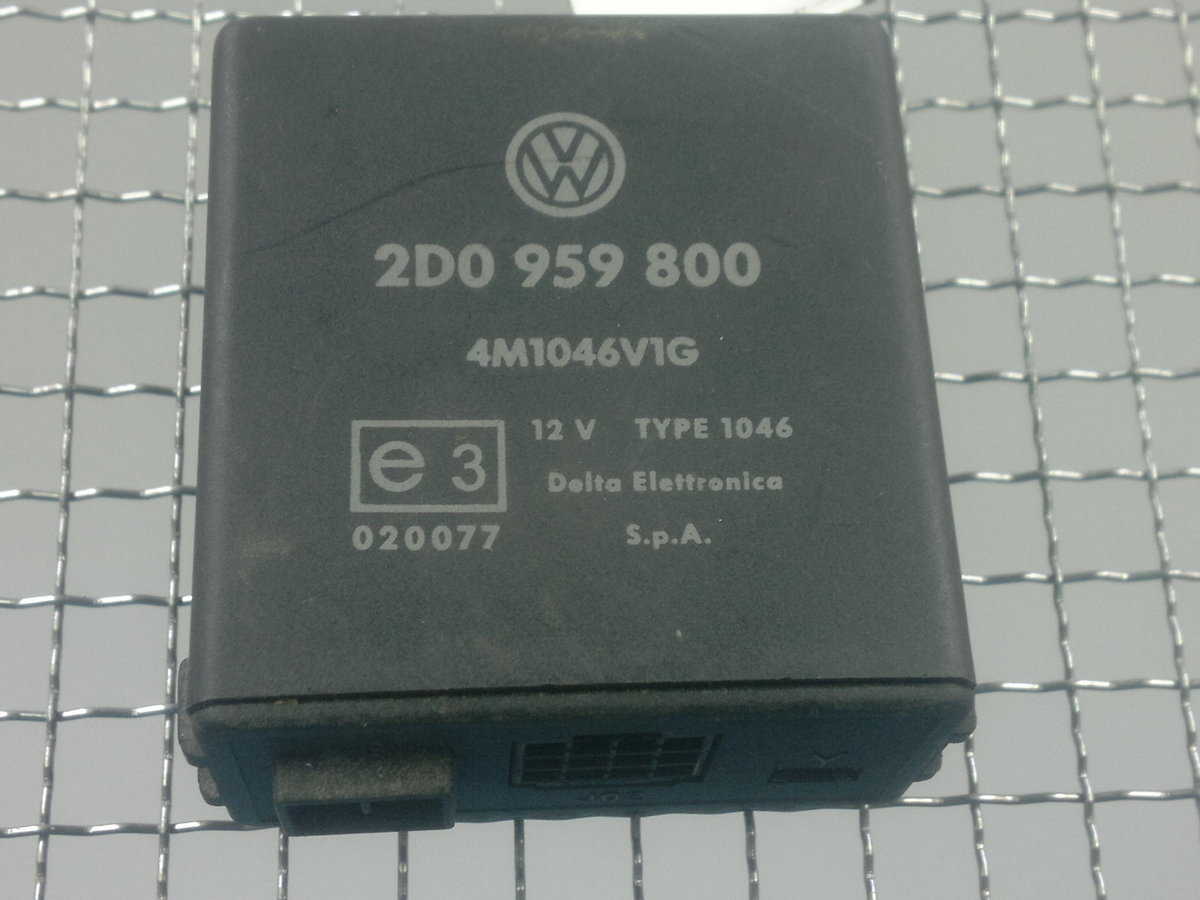 2D0 959 800
4M1046V1G
e 3
12 V TYPE 1046
Delta Elettronica
020077
S.p.A.